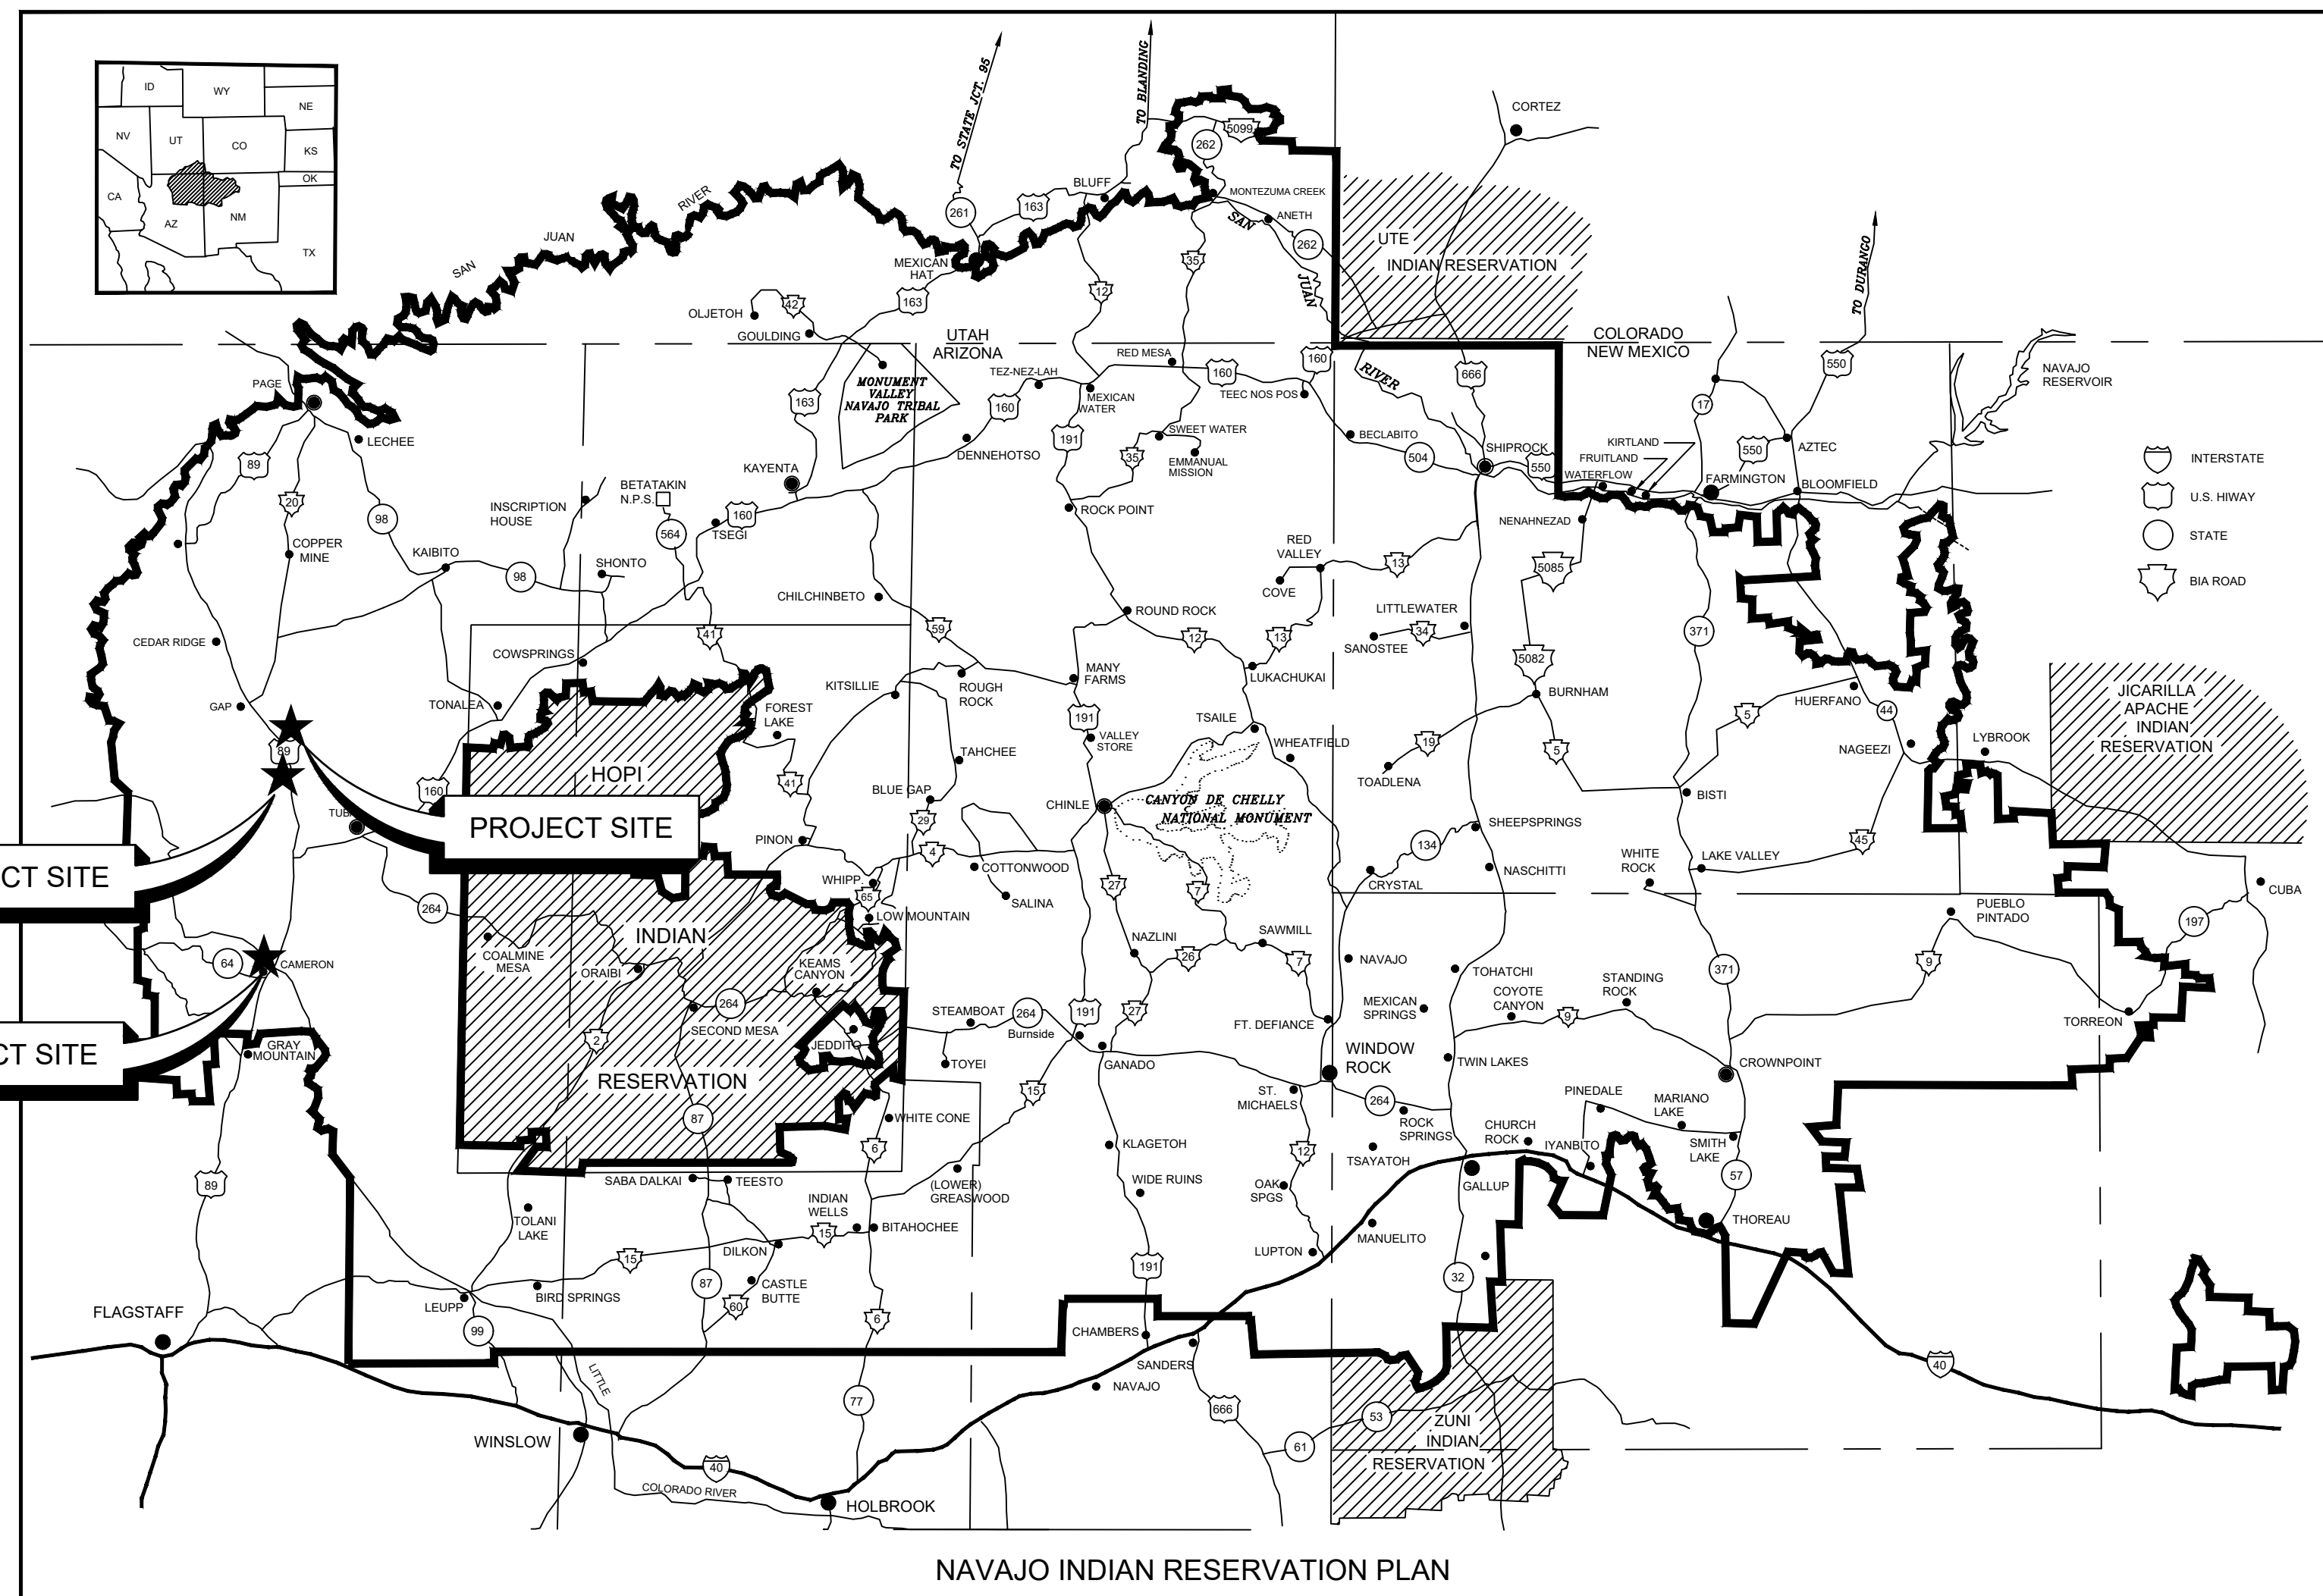 ID
WY
NE
NV
UT
CO
KS
OK
CA
AZ
NM
TX
TO STATE JCT. 95
TO BLANDING
5099
262
CORTEZ
BLUFF
163
261
MONTEZUMA CREEK
SAN
ANETH
262
JUAN
RIVER
JUAN
SAN
UTE
INDIAN RESERVATION
TO DURANGO
MEXICAN
HAT
163
35
12
OLJETOH
42
GOULDING
UTAH
ARIZONA
COLORADO
NEW MEXICO
RED MESA
160
160
550
NAVAJO
RESERVOIR
PAGE
MONUMENT
VALLEY
NAVAJO TRIBAL
PARK
TEZ-NEZ-LAH
160
MEXICAN
WATER
TEEC NOS POS
RIVER
666
17
163
LECHEE
89
191
DENNEHOTSO
SWEET WATER
35
EMMANUAL
MISSION
BECLABITO
504
SHIPROCK
550
KIRTLAND
FRUITLAND
WATERFLOW
550
AZTEC
FARMINGTON
BLOOMFIELD
INTERSTATE
U.S. HIWAY
STATE
BIA ROAD
KAYENTA
BETATAKIN
N.P.S.
INSCRIPTION
HOUSE
20
98
564
160
TSEGI
ROCK POINT
NENAHNEZAD
COPPER
MINE
KAIBITO
98
SHONTO
RED
VALLEY
13
5085
COVE
CHILCHINBETO
ROUND ROCK
LITTLEWATER
34
SANOSTEE
371
CEDAR RIDGE
41
59
12
13
COWSPRINGS
5082
MANY
FARMS
LUKACHUKAI
KITSILLIE
ROUGH
ROCK
BURNHAM
HUERFANO
GAP
TONALEA
FOREST
LAKE
191
TSAILE
5
44
JICARILLA
APACHE
INDIAN
RESERVATION
89
VALLEY
STORE
WHEATFIELD
19
5
NAGEEZI
LYBROOK
TAHCHEE
HOPI
160
41
BLUE GAP
TOADLENA
BISTI
CHINLE
CANYON DE CHELLY
NATIONAL MONUMENT
TUB
PROJECT SITE
29
SHEEPSPRINGS
PINON
4
134
45
CT SITE
WHIPP.
COTTONWOOD
CRYSTAL
NASCHITTI
WHITE
ROCK
LAKE VALLEY
CUBA
65
27
7
264
SALINA
LOW MOUNTAIN
PUEBLO
PINTADO
197
INDIAN
NAZLINI
SAWMILL
COALMINE
MESA
ORAIBI
KEAMS
CANYON
64
CAMERON
26
7
NAVAJO
TOHATCHI
STANDING
ROCK
371
9
264
SECOND MESA
STEAMBOAT
264
Burnside
191
27
MEXICAN
SPRINGS
COYOTE
CANYON
9
FT. DEFIANCE
TORREON
CT SITE
GRAY
MOUNTAIN
2
JEDDITO
TOYEI
GANADO
WINDOW
ROCK
TWIN LAKES
CROWNPOINT
RESERVATION
15
ST.
MICHAELS
264
ROCK
SPRINGS
PINEDALE
MARIANO
LAKE
87
WHITE CONE
KLAGETOH
CHURCH
ROCK
IYANBITO
SMITH
LAKE
6
12
TSAYATOH
89
SABA DALKAI
TEESTO
(LOWER)
GREASWOOD
WIDE RUINS
OAK
SPGS
GALLUP
57
TOLANI
LAKE
INDIAN
WELLS
15
BITAHOCHEE
MANUELITO
THOREAU
DILKON
LUPTON
15
191
32
BIRD SPRINGS
LEUPP
87
CASTLE
BUTTE
60
6
FLAGSTAFF
99
CHAMBERS
SANDERS
40
LITTLE
NAVAJO
77
666
53
ZUNI
INDIAN
RESERVATION
WINSLOW
61
40
COLORADO RIVER
HOLBROOK
NAVAJO INDIAN RESERVATION PLAN